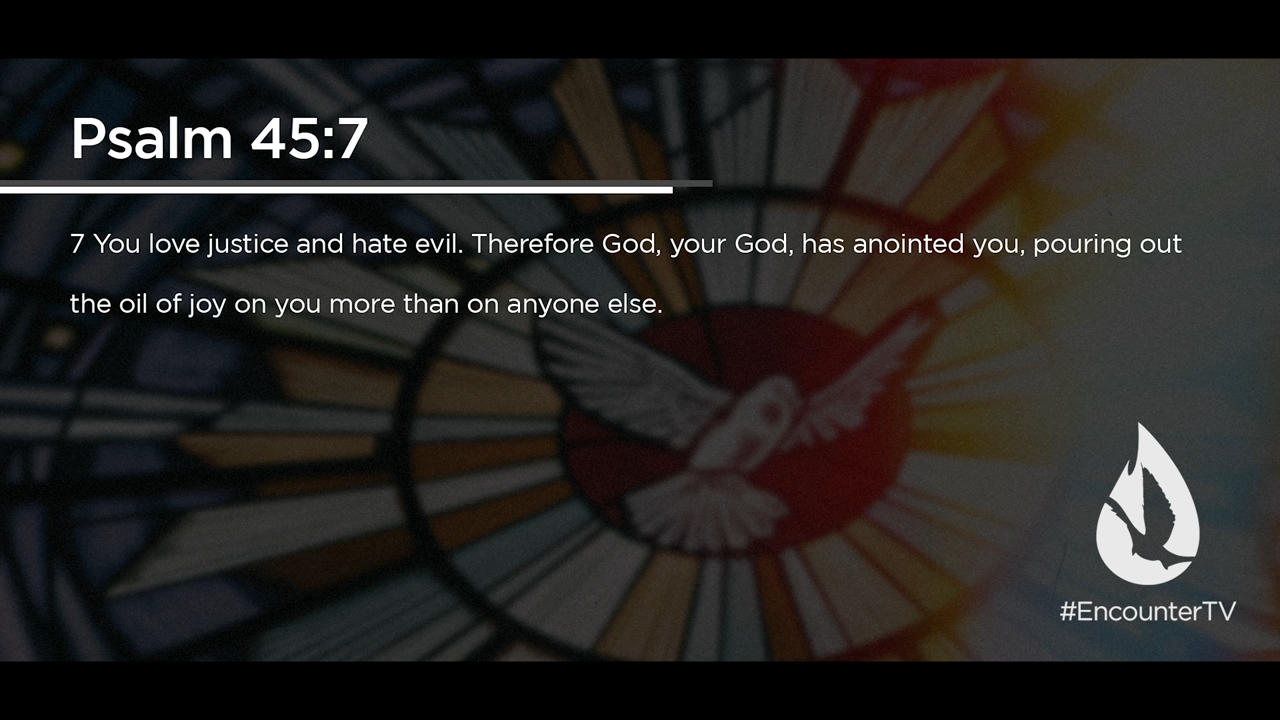 Psalm 45:7
7 You love justice and hate evil. Therefore God, your God, has anointed you, pouring out
the oil of joy on you more than on anyone else.
#EncounterTV